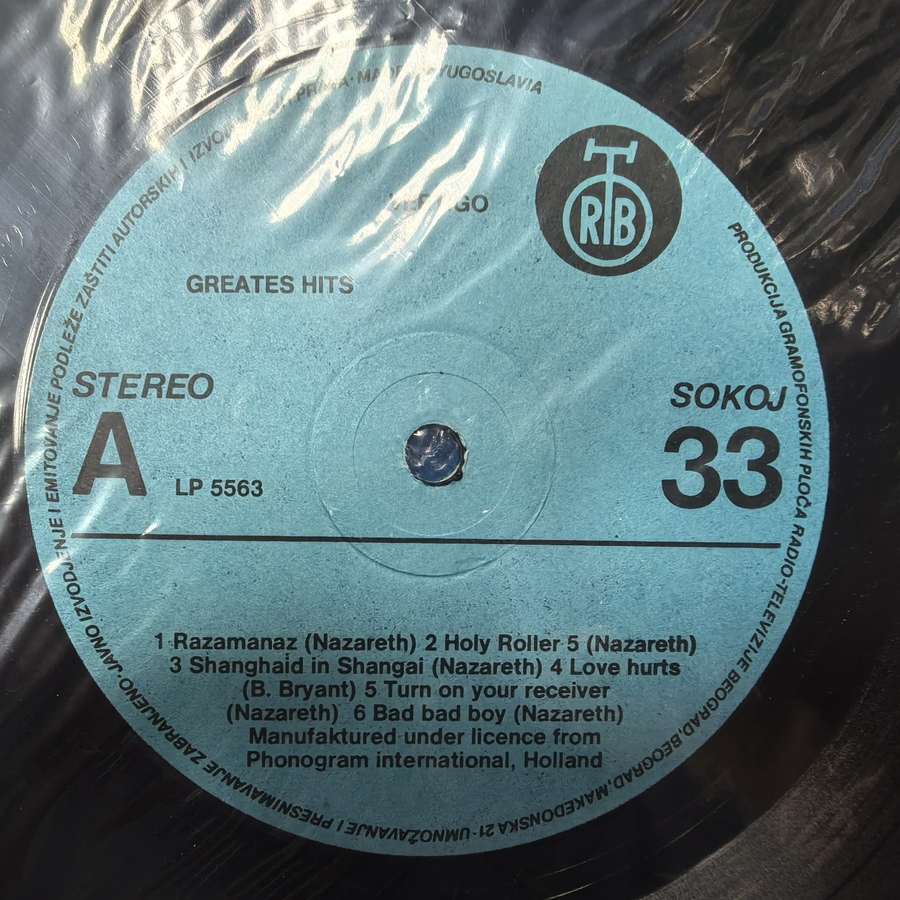 MADE YUGOSLAVIA
RTB
GREATES HITS
STEREO
SOKOJ
A
LP 5563
33
1 Razamanaz (Nazareth) 2 Holy Roller 5 (Nazareth)
3 Shanghaid in Shangai (Nazareth) 4 Love hurts
(B. Bryant) 5 Turn on your receiver
(Nazareth) 6 Bad bad boy (Nazareth)
Manufaktured under licence from
Phonogram international, Holland
PRODUKCIJA GRAMOFONSKIH PLOČA RADIO-TELEVIZIJE BEOGRAD, BEOGRAD, MAKEDONSKA 21 · UMNOŽAVANJE I PRESNIMAVANJE ZABRANJENO · JAVNO IZVODJENJE I EMITOVANJE PODLEŽE ZAŠTITI AUTORSKIH I